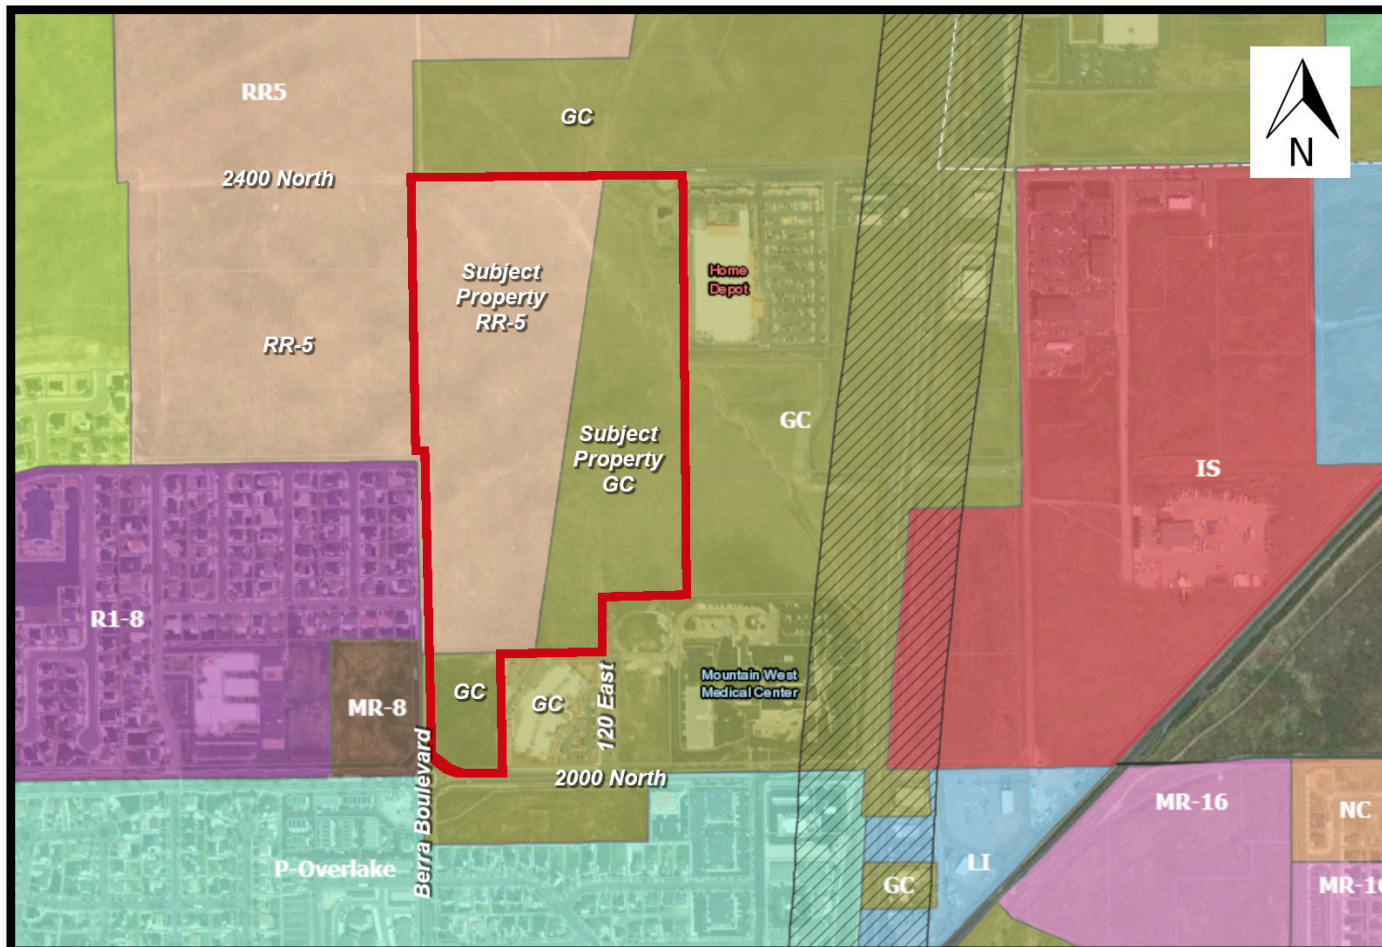 RR5
GC
N
2400 North
Subject
Property
RR-5
Home
Depot
RR-5
GC
Subject
Property
GC
IS
R1-8
MR-8
GC
GC
120 East
Mountain West
Medical Center
Berra Boulevard
2000 North
P-Overlake
GC
LI
MR-16
NC
MR-16